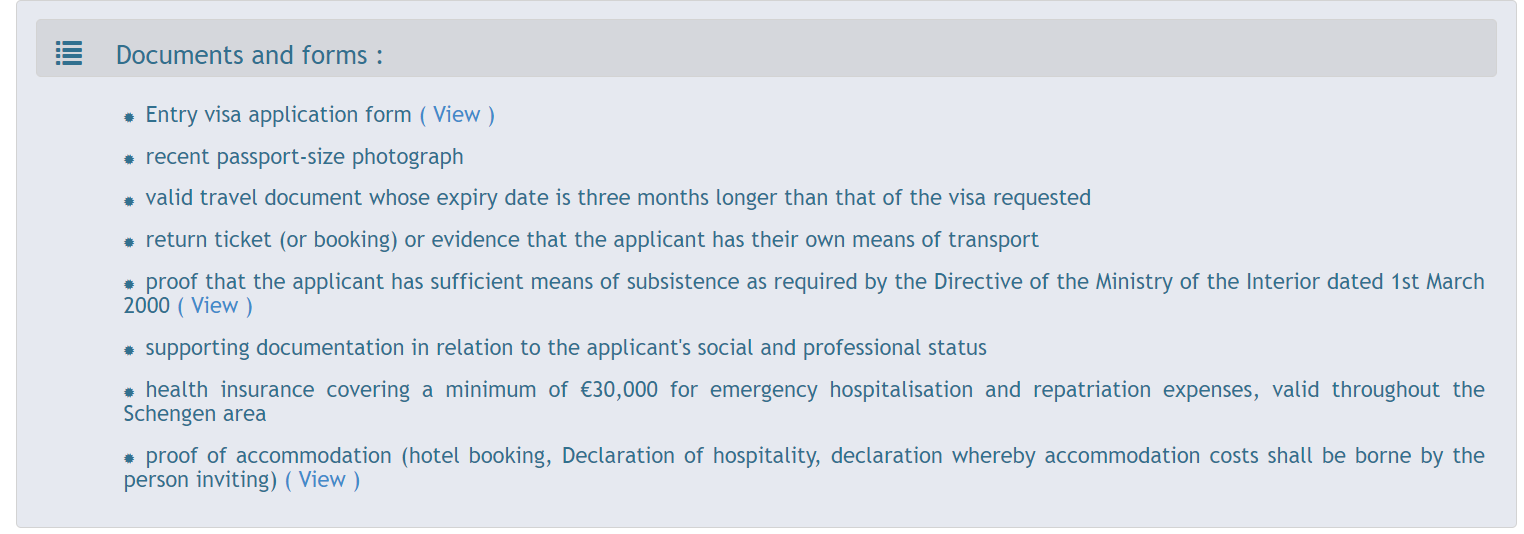 Documents and forms :
✹ Entry visa application form ( View )
✹ recent passport-size photograph
✹ valid travel document whose expiry date is three months longer than that of the visa requested
✹ return ticket (or booking) or evidence that the applicant has their own means of transport
✹ proof that the applicant has sufficient means of subsistence as required by the Directive of the Ministry of the Interior dated 1st March
2000 ( View )
✹ supporting documentation in relation to the applicant's social and professional status
✹ health insurance covering a minimum of €30,000 for emergency hospitalisation and repatriation expenses, valid throughout the
Schengen area
✹ proof of accommodation (hotel booking, Declaration of hospitality, declaration whereby accommodation costs shall be borne by the
person inviting) ( View )